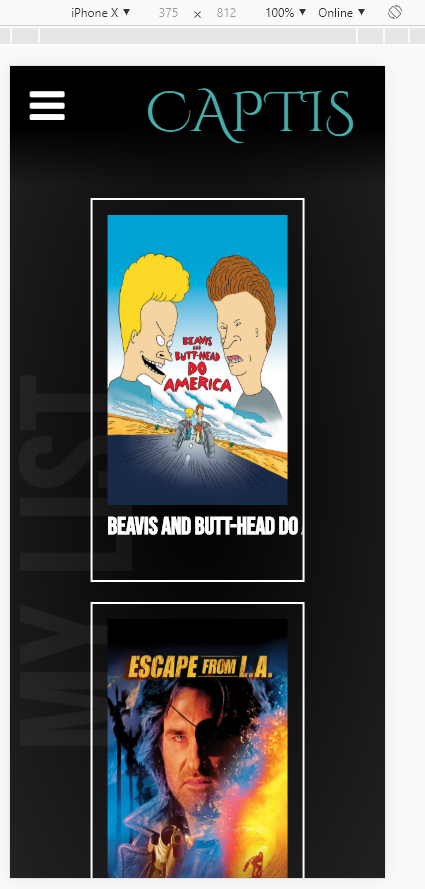 iPhone X ▼ 375 × 812 100% ▼ Online ▼
CAPTIS
MY LIST
BEAVIS
AND
BUTT-HEAD
DO
AMERICA
BEAVIS AND BUTT-HEAD DO
ESCAPE FROM L.A.